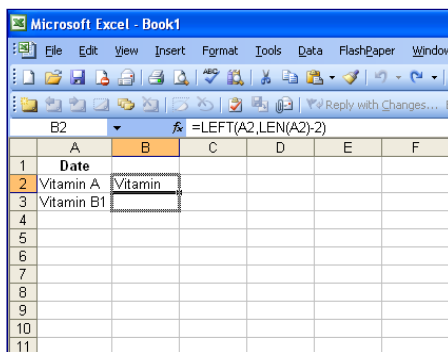 Microsoft Excel - Book1
File Edit View Insert Format Tools Data FlashPaper Window
Reply with Changes...
B2 fx =LEFT(A2,LEN(A2)-2)
A B C D E F
1 Date
2 Vitamin A Vitamin
3 Vitamin B1
4
5
6
7
8
9
10
11